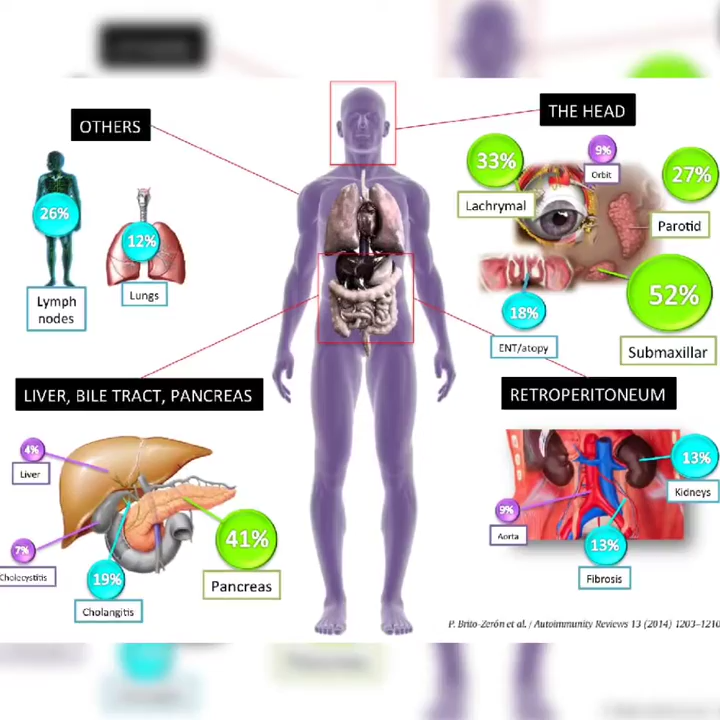 OTHERS
THE HEAD
33%
9%
Orbit
27%
Lachrymal
Parotid
26%
12%
Lymph
nodes
Lungs
52%
18%
ENT/atopy
Submaxillar
LIVER, BILE TRACT, PANCREAS
RETROPERITONEUM
4%
Liver
7%
Cholecystitis
19%
Cholangitis
41%
Pancreas
13%
Kidneys
9%
Aorta
13%
Fibrosis
P. Brito-Zerón et al. / Autoimmunity Reviews 13 (2014) 1203–1210